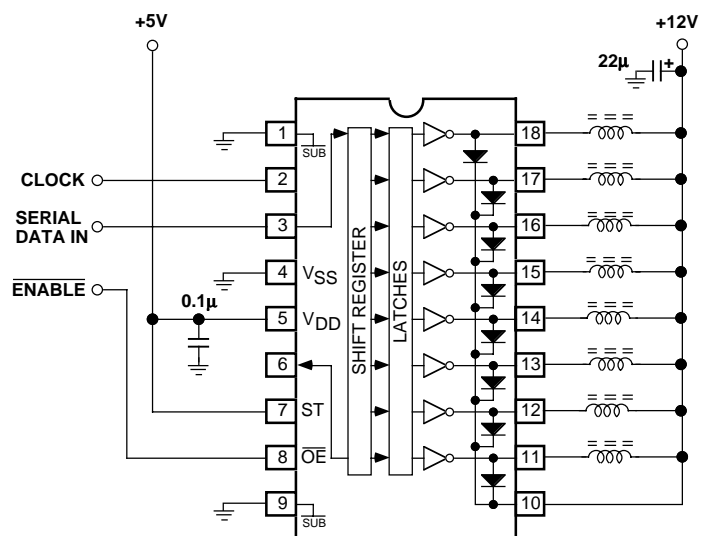 +5V
+12V
22µ
+
1
SUB
18
CLOCK
2
17
SERIAL
DATA IN
3
16
ENABLE
4
VSS
15
0.1µ
5
VDD
14
6
13
7
ST
12
8
OE
11
9
SUB
10
SHIFT REGISTER
LATCHES